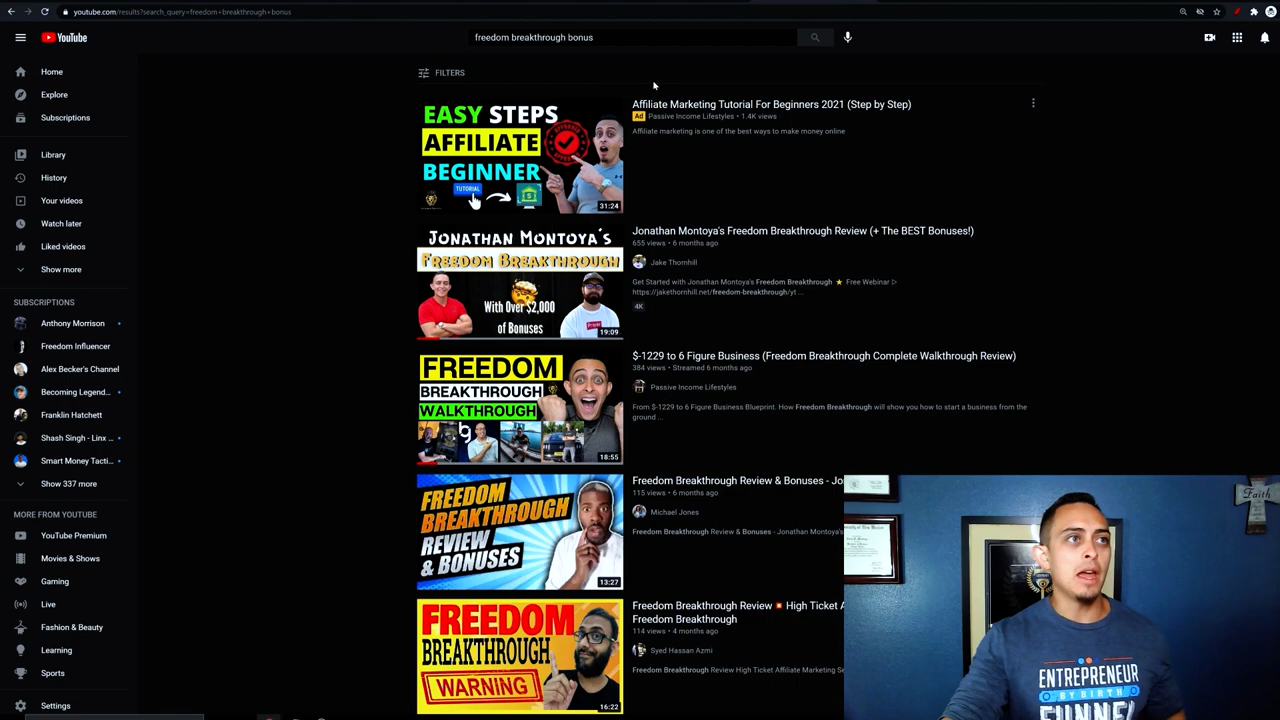 youtube.com/results?search_query=freedom+breakthrough+bonus
YouTube
freedom breakthrough bonus
Home
Explore
Subscriptions
Library
History
Your videos
Watch later
Liked videos
Show more
SUBSCRIPTIONS
Anthony Morrison
Freedom Influencer
Alex Becker's Channel
Becoming Legend...
Franklin Hatchett
Shash Singh - Linx ...
Smart Money Tacti...
Show 337 more
MORE FROM YOUTUBE
YouTube Premium
Movies & Shows
Gaming
Live
Fashion & Beauty
Learning
Sports
Settings
FILTERS
EASY STEPS
AFFILIATE
BEGINNER
TUTORIAL
31:24
Affiliate Marketing Tutorial For Beginners 2021 (Step by Step)
Ad Passive Income Lifestyles • 1.4K views
Affiliate marketing is one of the best ways to make money online
JONATHAN MONTOYA'S
FREEDOM BREAKTHROUGH
With Over $2,000
of Bonuses
19:09
Jonathan Montoya's Freedom Breakthrough Review (+ The BEST Bonuses!)
655 views • 6 months ago
Jake Thornhill
Get Started with Jonathan Montoya's Freedom Breakthrough ⭐ Free Webinar ▷
https://jakethornhill.net/freedom-breakthrough/yt ...
4K
FREEDOM
BREAKTHROUGH
WALKTHROUGH
18:55
$-1229 to 6 Figure Business (Freedom Breakthrough Complete Walkthrough Review)
384 views • Streamed 6 months ago
Passive Income Lifestyles
From $-1229 to 6 Figure Business Blueprint. How Freedom Breakthrough will show you how to start a business from the
ground ...
FREEDOM
BREAKTHROUGH
REVIEW
& BONUSES
13:27
Freedom Breakthrough Review & Bonuses - Jo
115 views • 6 months ago
Michael Jones
Freedom Breakthrough Review & Bonuses - Jonathan Montoya's
FREEDOM
BREAKTHROUGH
WARNING
16:22
Freedom Breakthrough Review 💥 High Ticket A
Freedom Breakthrough
114 views • 4 months ago
Syed Hassan Azmi
Freedom Breakthrough Review High Ticket Affiliate Marketing Se
Faith
ENTREPRENEUR
BY BIRTH
FUNNEL